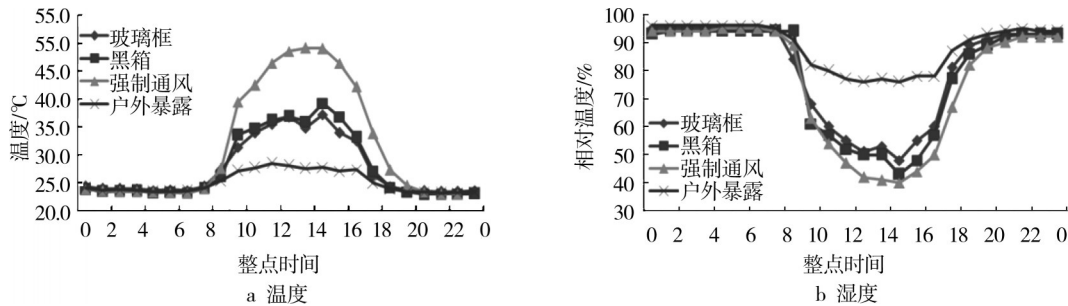 55.0
55.0
45.0
40.0
35.0
30.0
25.0
20.0
温度/℃
玻璃框
黑箱
强制通风
户外暴露
0 2 4 6 8 10 12 14 16 18 20 22 0
整点时间
a 温度
100
90
80
70
60
50
40
30
相对温度/%
玻璃框
黑箱
强制通风
户外暴露
0 2 4 6 8 10 12 14 16 18 20 22 0
整点时间
b 湿度